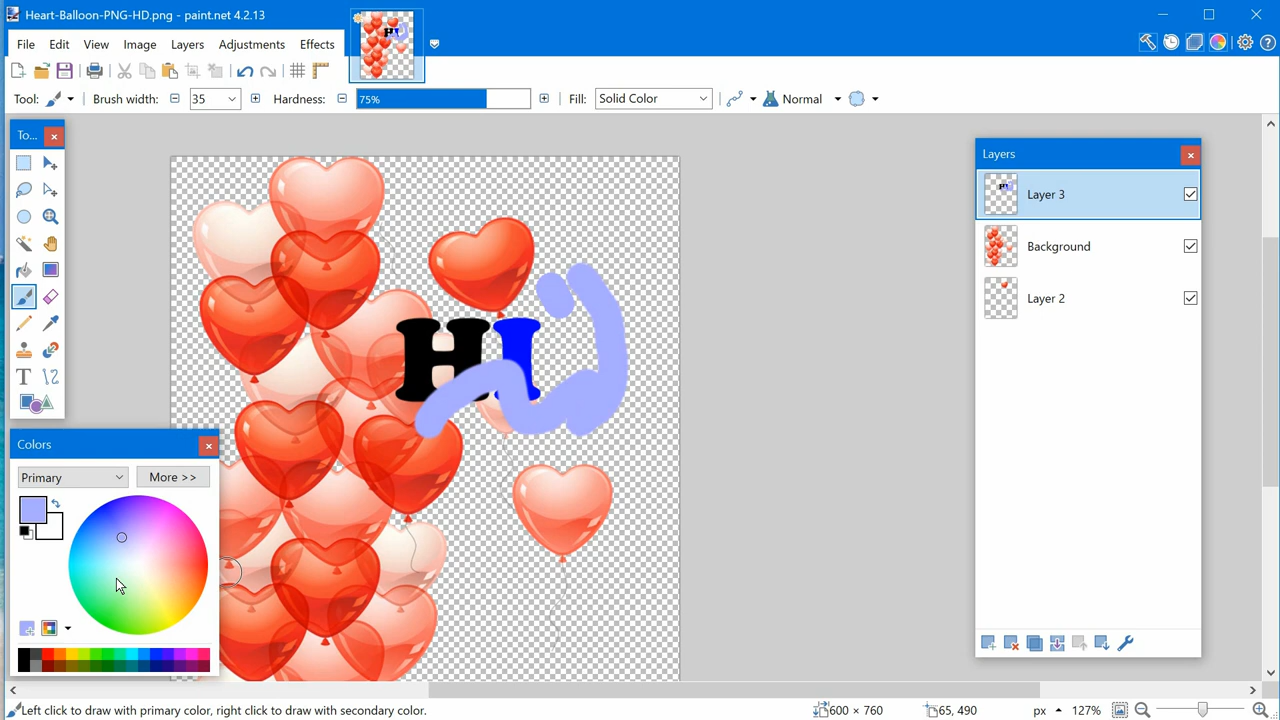 Heart-Balloon-PNG-HD.png - paint.net 4.2.13
File Edit View Image Layers Adjustments Effects
Tool: Brush width: 35 Hardness: 75% Fill: Solid Color Normal
To...
Layers
Layer 3
Background
Layer 2
HI
Colors
Primary
More >>
Left click to draw with primary color, right click to draw with secondary color.
600 × 760
65, 490
px
127%